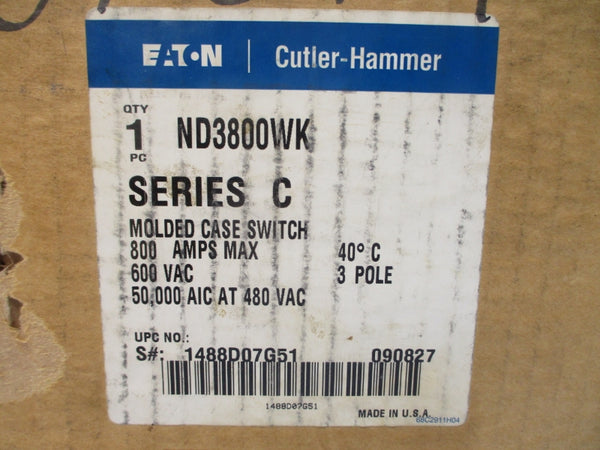 EATON | Cutler-Hammer
QTY
1 ND3800WK
PC
SERIES C
MOLDED CASE SWITCH
800 AMPS MAX 40° C
600 VAC 3 POLE
50,000 AIC AT 480 VAC
UPC NO.:
S#: 1488D07G51 090827
1488D07G51
MADE IN U.S.A.
68C2911H04